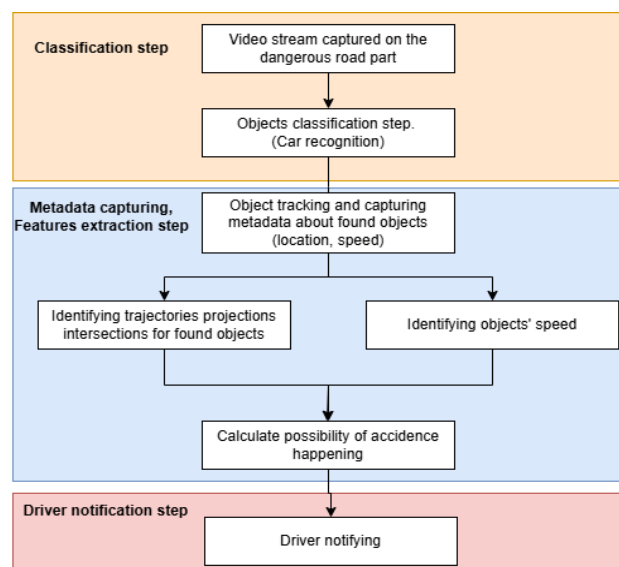 Classification step
Video stream captured on the
dangerous road part
Objects classification step.
(Car recognition)
Metadata capturing,
Features extraction step
Object tracking and capturing
metadata about found objects
(location, speed)
Identifying trajectories projections
intersections for found objects
Identifying objects' speed
Calculate possibility of accidence
happening
Driver notification step
Driver notifying